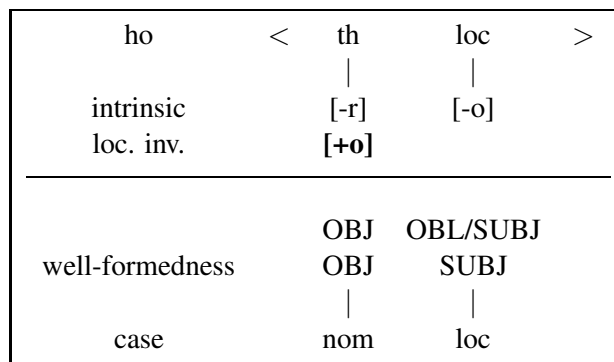 ho < th loc >
| |
intrinsic [-r] [-o]
loc. inv. [+o]
OBJ OBL/SUBJ
well-formedness OBJ SUBJ
| |
case nom loc